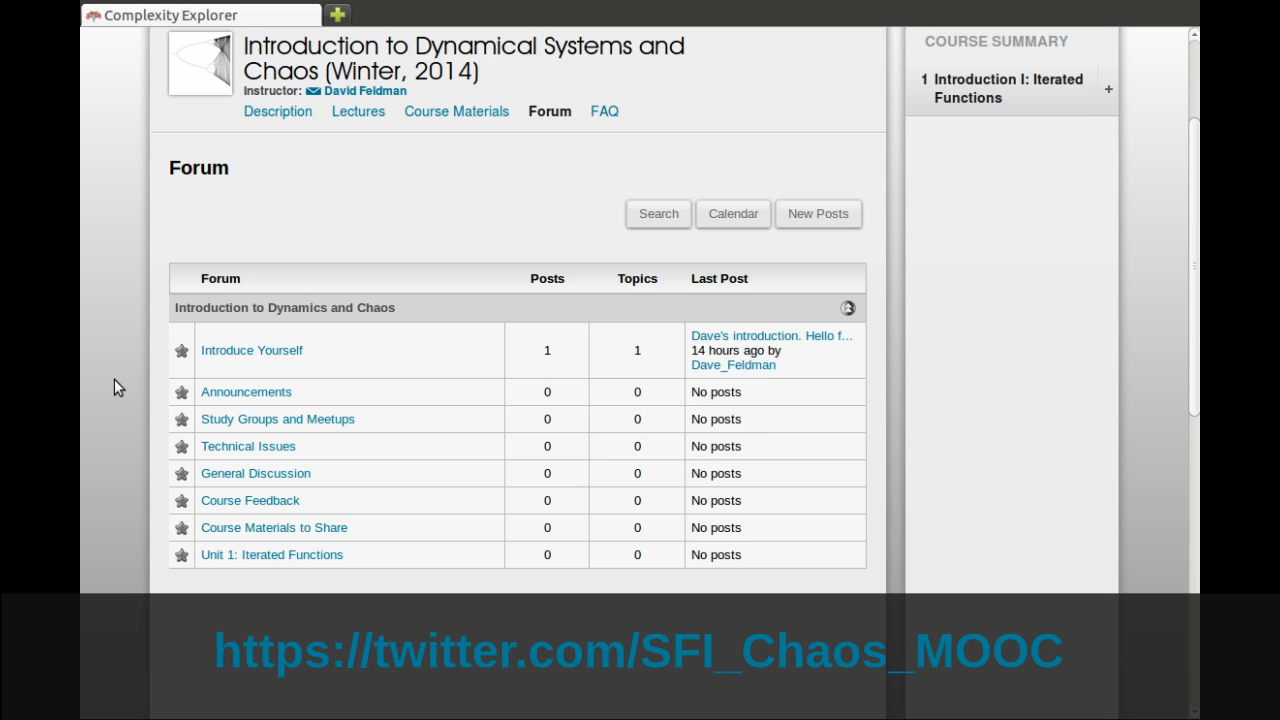 Complexity Explorer
Introduction to Dynamical Systems and
Chaos (Winter, 2014)
Instructor: David Feldman
Description Lectures Course Materials Forum FAQ
COURSE SUMMARY
1 Introduction I: Iterated
Functions
+
Forum
Search Calendar New Posts
Forum Posts Topics Last Post
Introduction to Dynamics and Chaos
Introduce Yourself 1 1 Dave's introduction. Hello f...
14 hours ago by
Dave_Feldman
Announcements 0 0 No posts
Study Groups and Meetups 0 0 No posts
Technical Issues 0 0 No posts
General Discussion 0 0 No posts
Course Feedback 0 0 No posts
Course Materials to Share 0 0 No posts
Unit 1: Iterated Functions 0 0 No posts
https://twitter.com/SFI_Chaos_MOOC